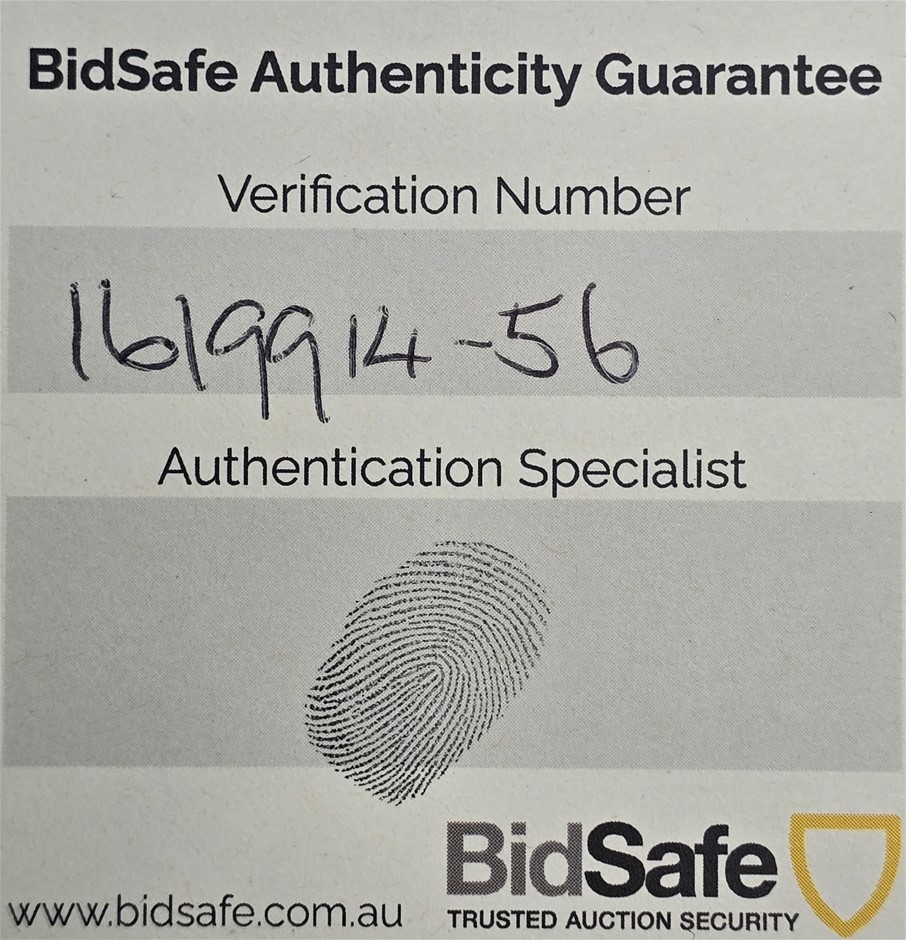 BidSafe Authenticity Guarantee
Verification Number
1619914-56
Authentication Specialist
BidSafe
www.bidsafe.com.au
TRUSTED AUCTION SECURITY